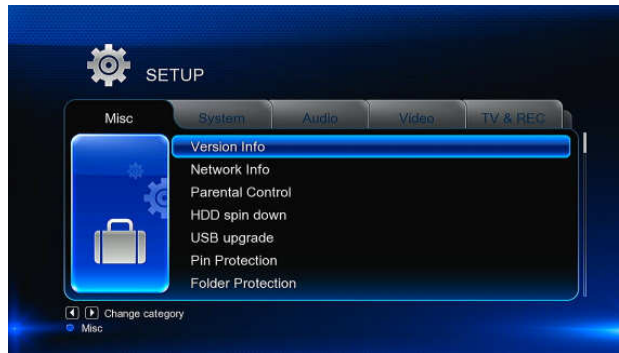 SETUP
Misc System Audio Video TV & REC
Version Info
Network Info
Parental Control
HDD spin down
USB upgrade
Pin Protection
Folder Protection
Change category
Misc